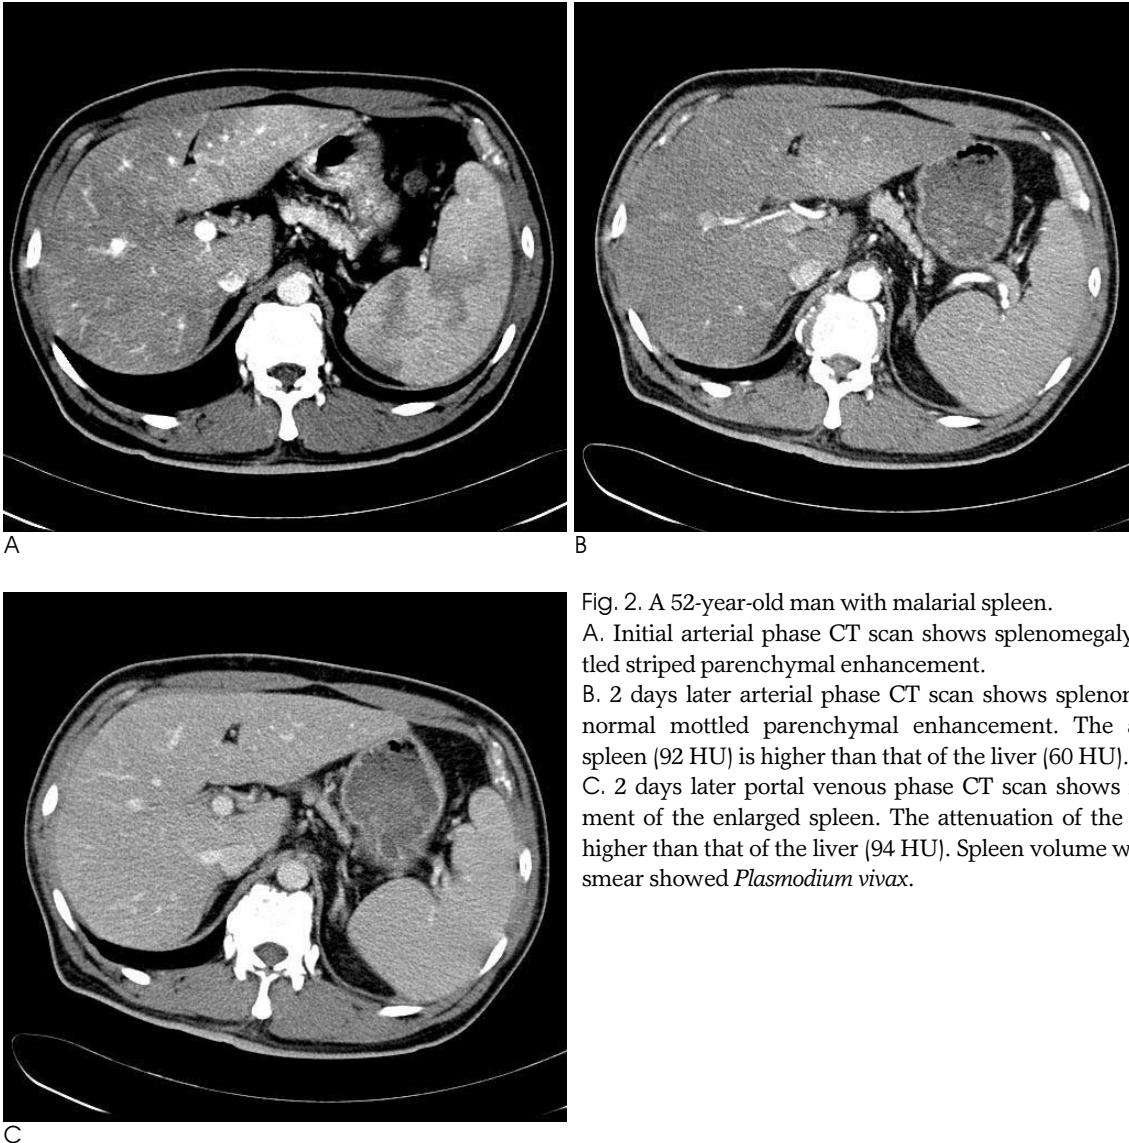 A
B
Fig. 2. A 52-year-old man with malarial spleen.
A. Initial arterial phase CT scan shows splenomegaly
tled striped parenchymal enhancement.
B. 2 days later arterial phase CT scan shows splenon
normal mottled parenchymal enhancement. The a
spleen (92 HU) is higher than that of the liver (60 HU).
C. 2 days later portal venous phase CT scan shows
ment of the enlarged spleen. The attenuation of the
higher than that of the liver (94 HU). Spleen volume w
smear showed Plasmodium vivax.
C